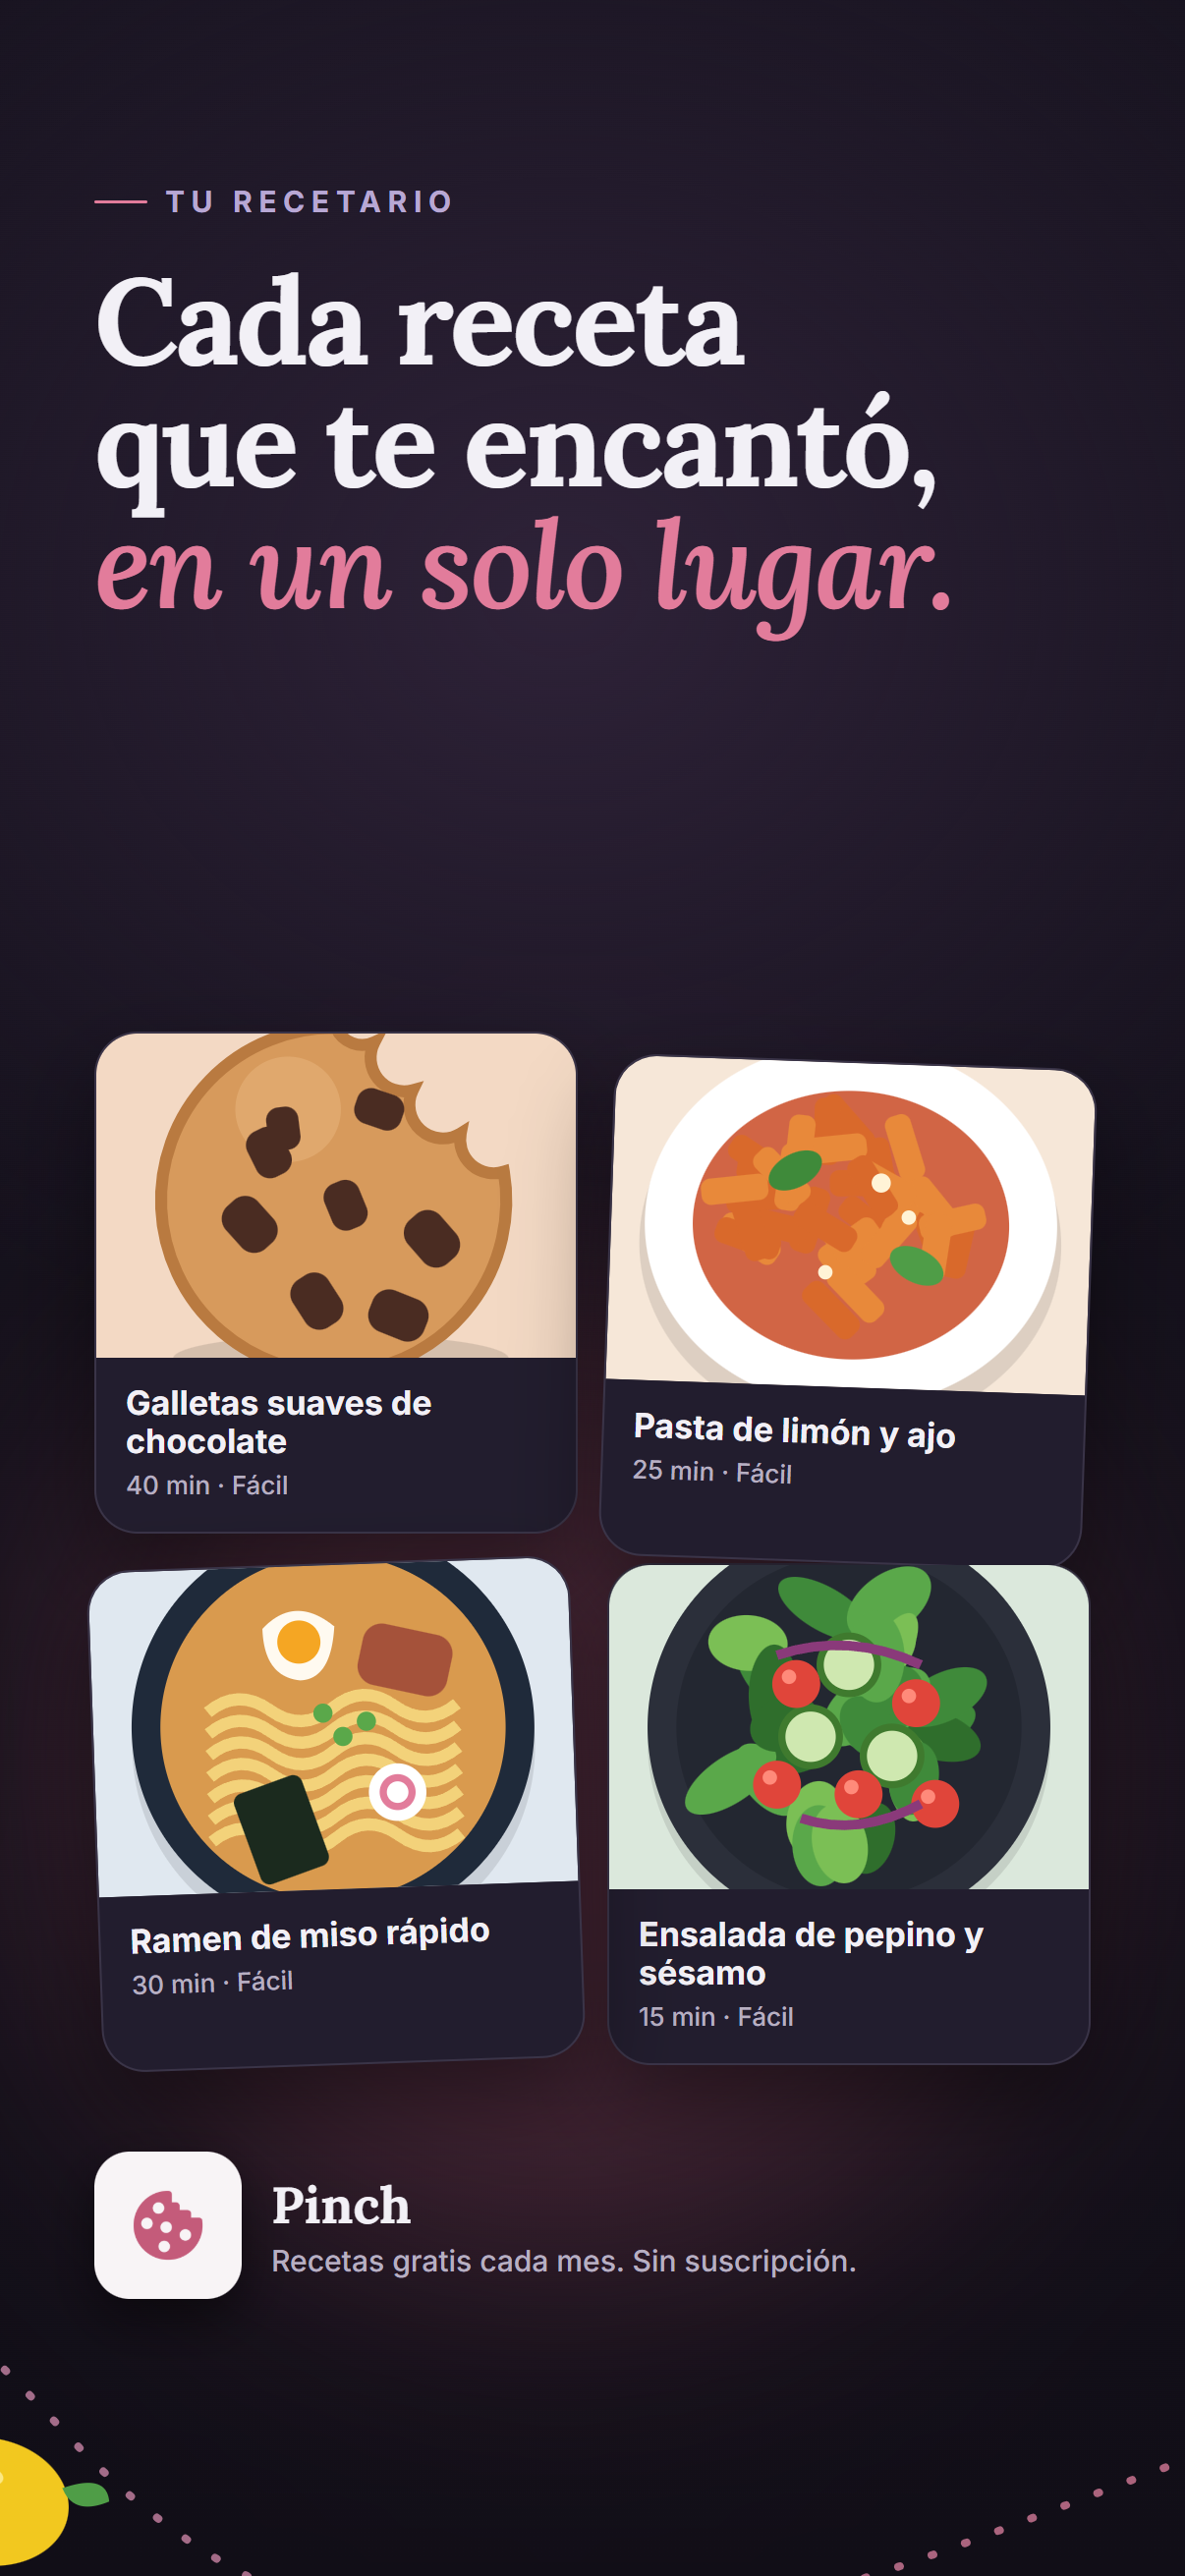 TU RECETARIO
Cada receta
que te encantó,
en un solo lugar.
Galletas suaves de
chocolate
40 min · Fácil
Pasta de limón y ajo
25 min · Fácil
Ramen de miso rápido
30 min · Fácil
Ensalada de pepino y
sésamo
15 min · Fácil
Pinch
Recetas gratis cada mes. Sin suscripción.